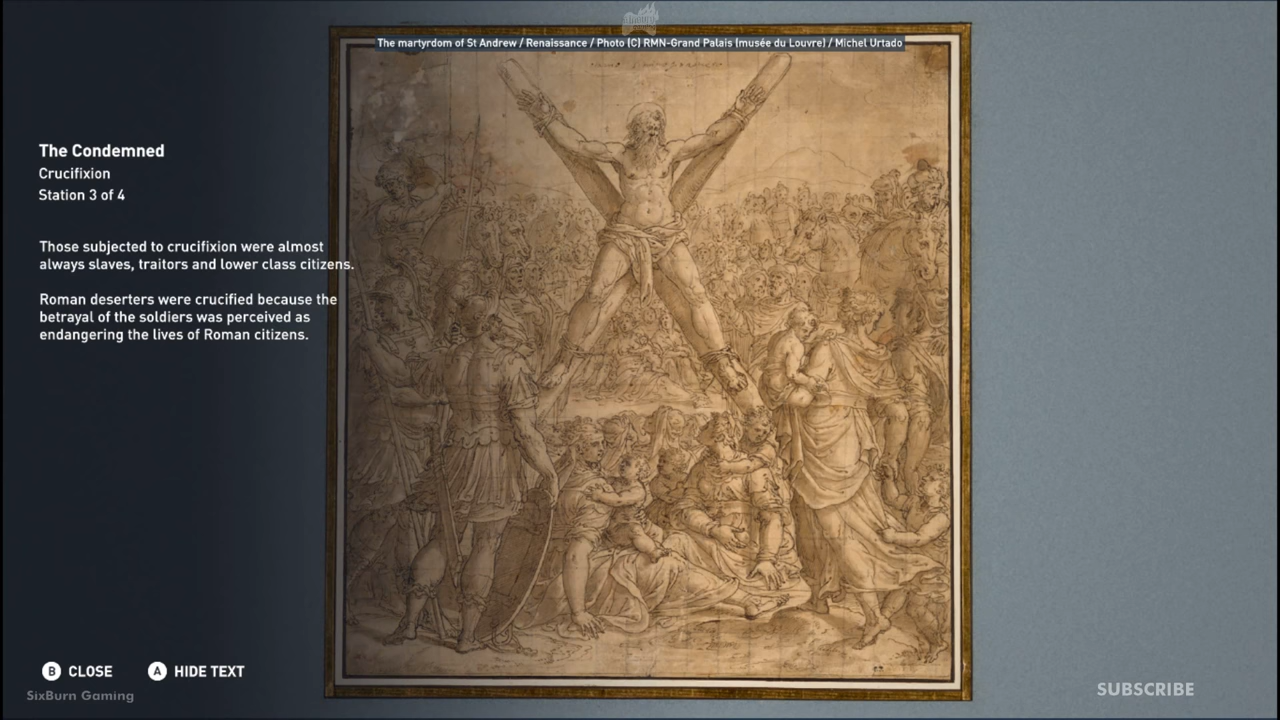 The martyrdom of St Andrew / Renaissance / Photo (C) RMN-Grand Palais (musée du Louvre) / Michel Urtado
The Condemned
Crucifixion
Station 3 of 4
Those subjected to crucifixion were almost
always slaves, traitors and lower class citizens.
Roman deserters were crucified because the
betrayal of the soldiers was perceived as
endangering the lives of Roman citizens.
B CLOSE A HIDE TEXT
SixBurn Gaming
SUBSCRIBE